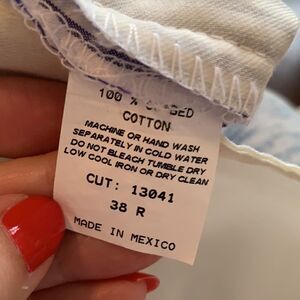 100 %
COTTON
MACHINE OR HAND WASH
SEPARATELY IN COLD WATER
DO NOT BLEACH TUMBLE DRY
LOW COOL IRON OR DRY CLEAN
CUT: 13041
38 R
MADE IN MEXICO